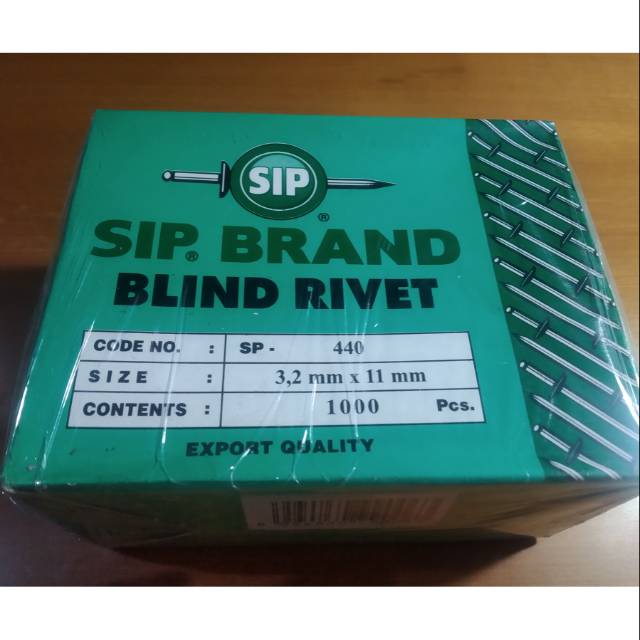 SIP
®
SIP® BRAND
BLIND RIVET
CODE NO. : SP - 440
SIZE : 3,2 mm x 11 mm
CONTENTS : 1000 Pcs.
EXPORT QUALITY